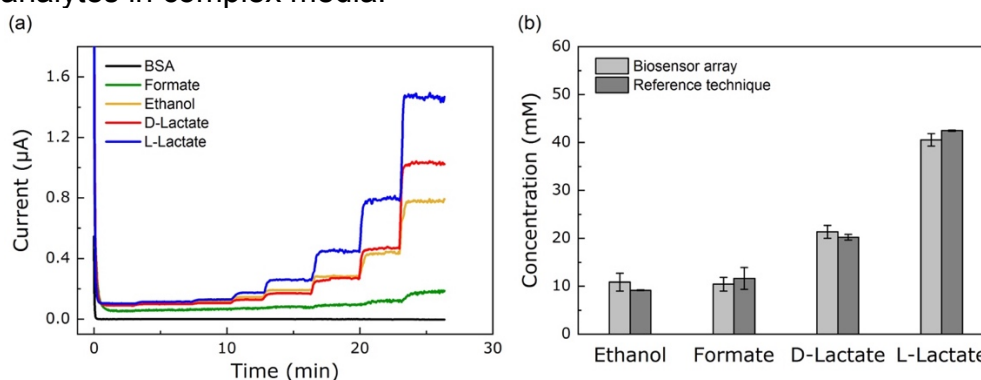 analytes in complex media.
(a)
(b)
BSA
Formate
Ethanol
D-Lactate
L-Lactate
1.6
1.2
0.8
0.4
0.0
Current (μA)
0
10
20
30
Time (min)
Biosensor array
Reference technique
60
50
40
30
20
10
0
Concentration (mM)
Ethanol Formate D-Lactate L-Lactate